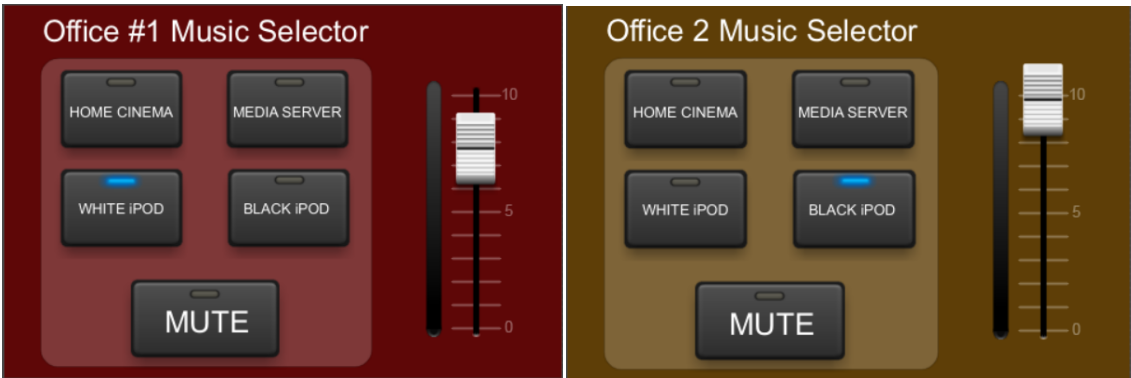 Office #1 Music Selector
HOME CINEMA
MEDIA SERVER
WHITE iPOD
BLACK iPOD
MUTE
10
5
0
Office 2 Music Selector
HOME CINEMA
MEDIA SERVER
WHITE iPOD
BLACK iPOD
MUTE
10
5
0